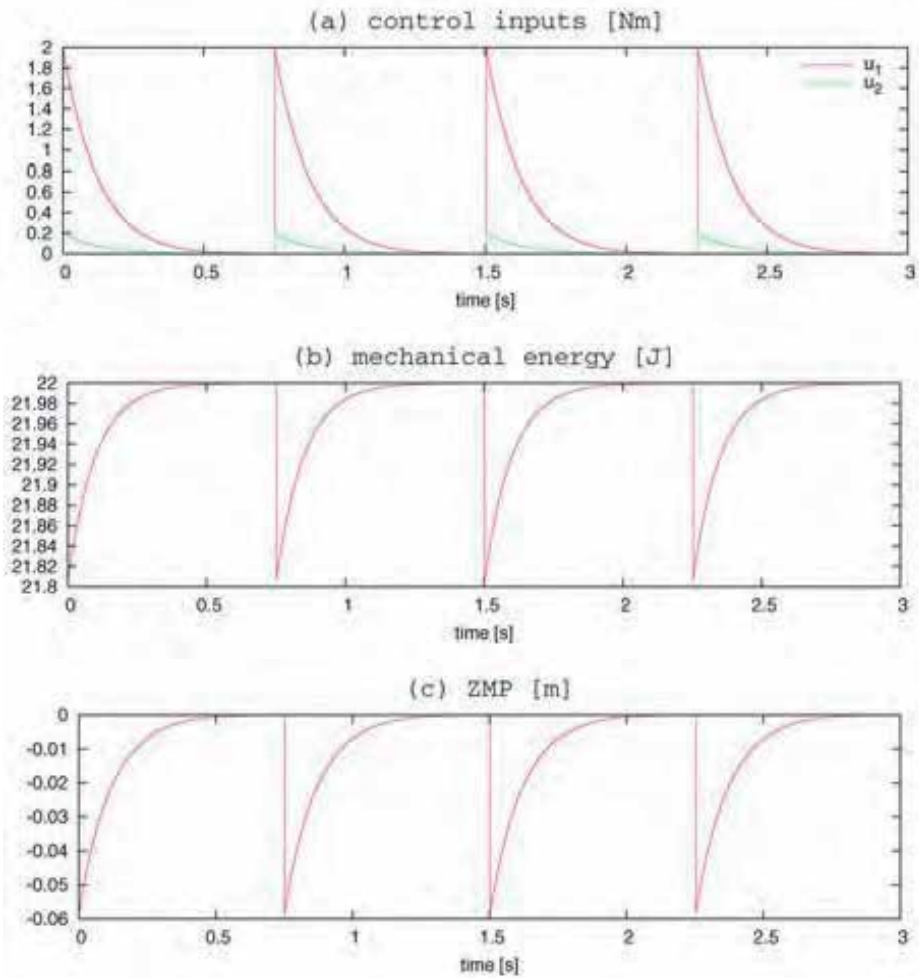 (a) control inputs [Nm]
2
1.8
1.6
1.4
1.2
1
0.8
0.6
0.4
0.2
0
u1
u2
0 0.5 1 1.5 2 2.5 3
time [s]
(b) mechanical energy [J]
22
21.98
21.96
21.94
21.92
21.9
21.88
21.86
21.84
21.82
21.8
0 0.5 1 1.5 2 2.5 3
time [s]
(c) ZMP [m]
0
-0.01
-0.02
-0.03
-0.04
-0.05
-0.06
0 0.5 1 1.5 2 2.5 3
time [s]